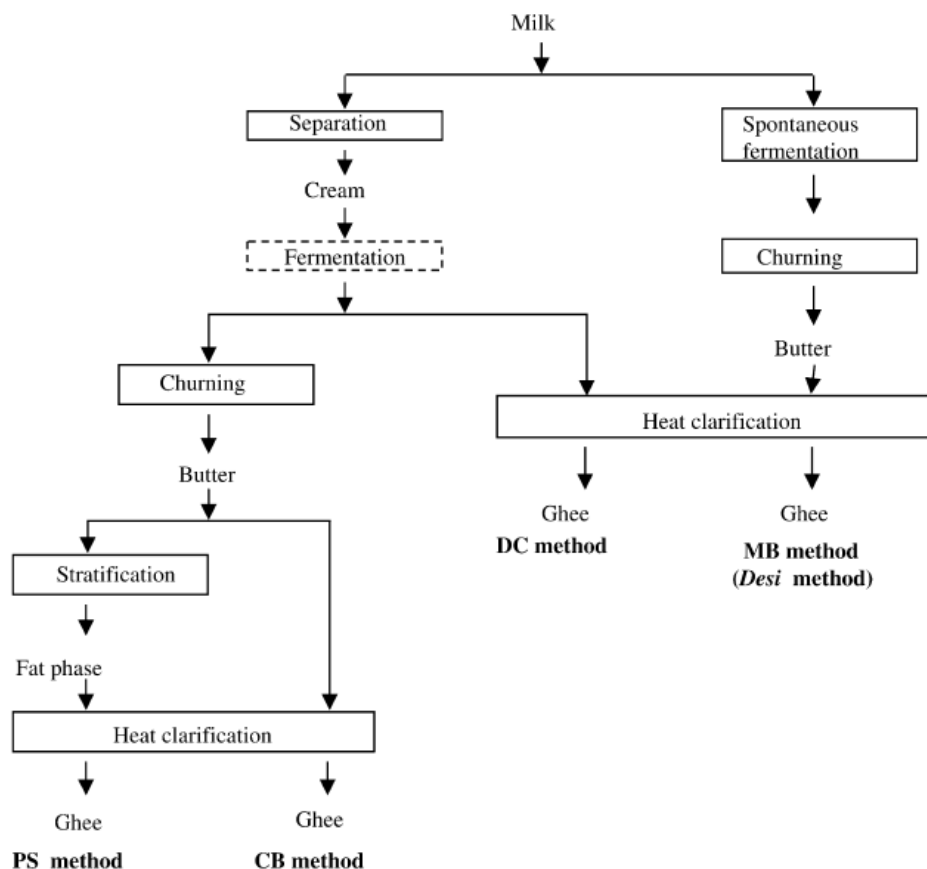 Milk
Separation
Spontaneous
fermentation
Cream
Fermentation
Churning
Butter
Churning
Butter
Heat clarification
Ghee
DC method
Ghee
MB method
(Desi method)
Stratification
Fat phase
Heat clarification
Ghee
PS method
Ghee
CB method